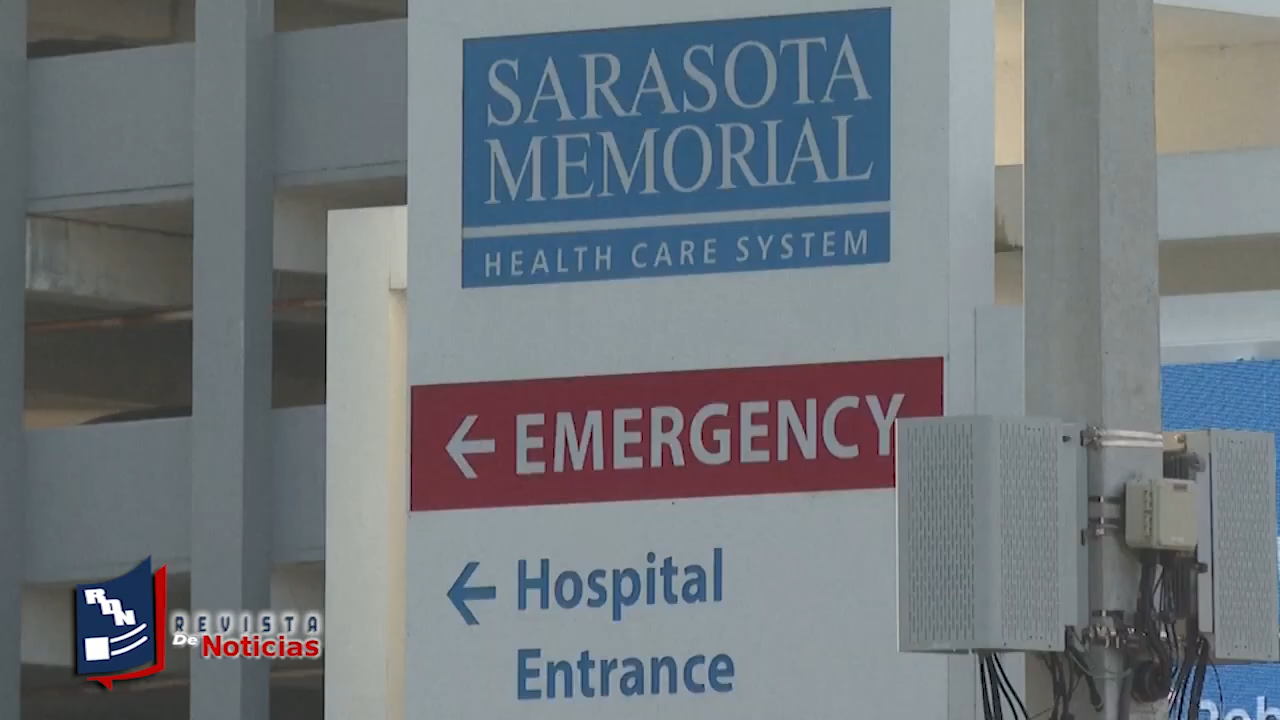 SARASOTA
MEMORIAL
HEALTH CARE SYSTEM
← EMERGENCY
← Hospital
Entrance
RDN
REVISTA
De Noticias